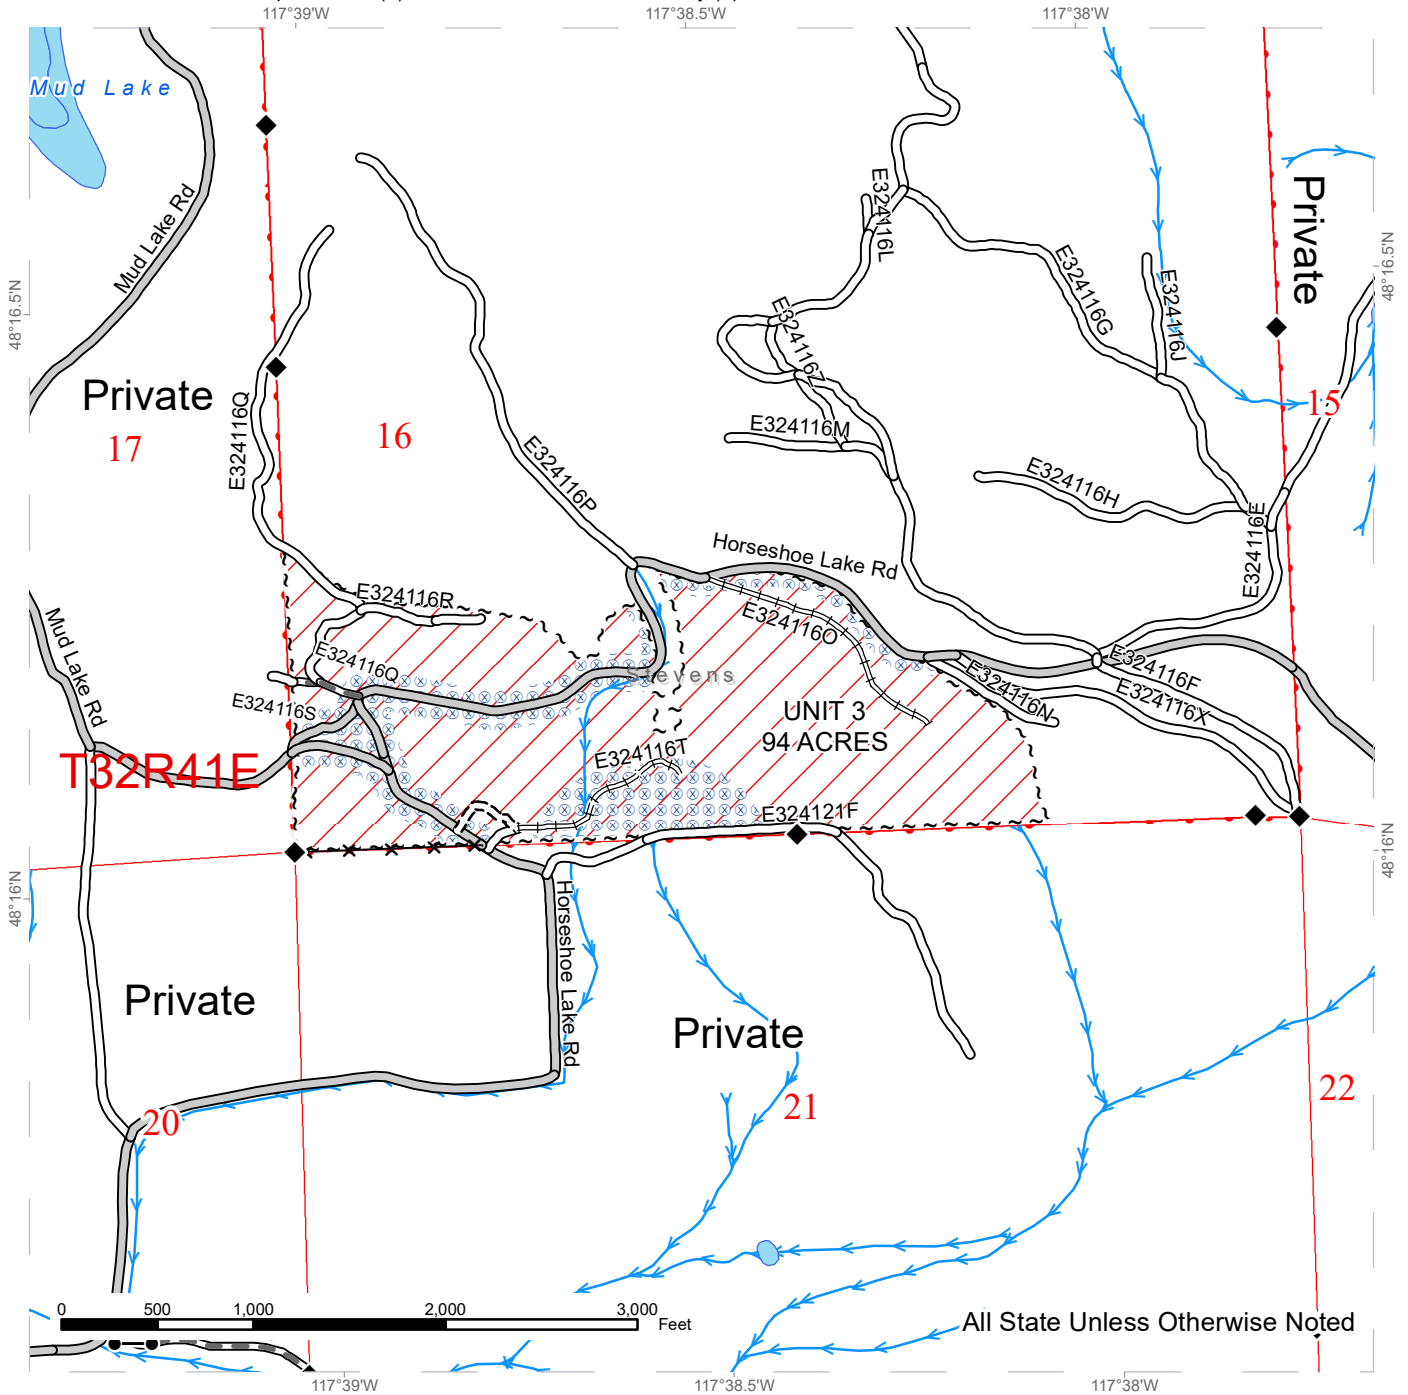 117°39'W
117°38.5'W
117°38'W
Mud Lake
Mud Lake Rd
E324116L
Private
48°16.5'N
48°16.5'N
E324116G
E324116J
E324116Z
Private
17
16
15
E324116Q
E324116M
E324116P
E324116H
E324116E
Horseshoe Lake Rd
E324116R
E324116O
Mud Lake Rd
E324116Q
Stevens
E324116F
E324116N
E324116X
E324116S
UNIT 3
94 ACRES
T32R41E
E324116T
E324121F
48°16'N
48°16'N
Horseshoe Lake Rd
Private
Private
20
21
22
0 500 1,000 2,000 3,000
Feet
All State Unless Otherwise Noted
117°39'W
117°38.5'W
117°38'W